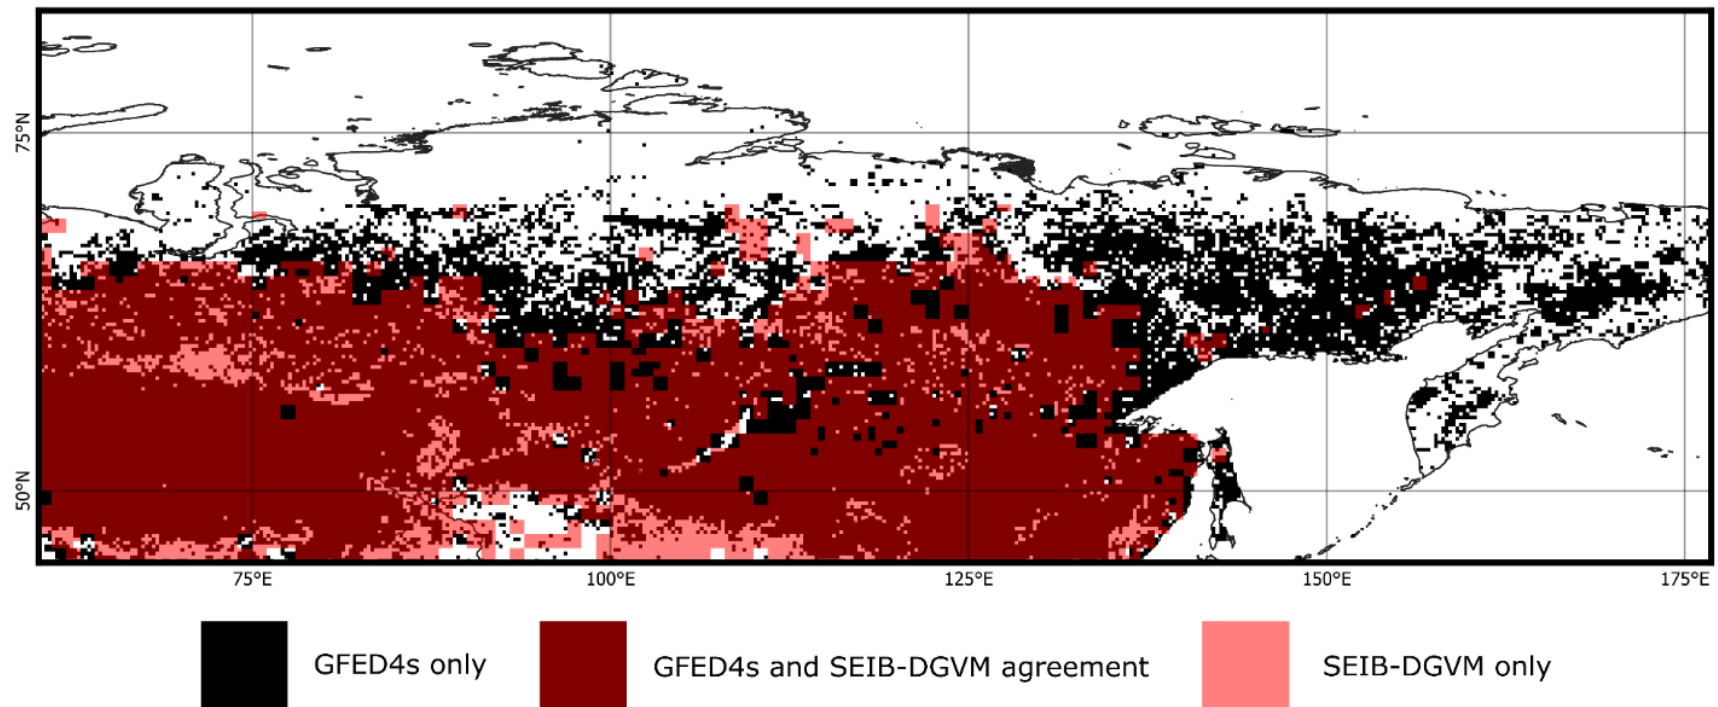 75°N
50°N
75°E 100°E 125°E 150°E 175°E
GFED4s only GFED4s and SEIB-DGVM agreement SEIB-DGVM only